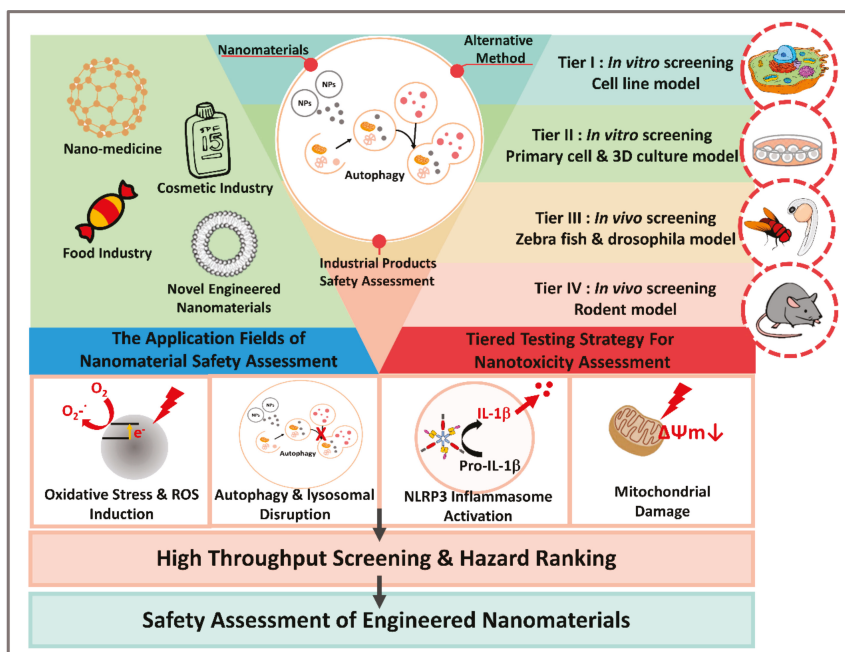 Nanomaterials
Alternative
Method
NPs
NPs
Autophagy
Industrial Products
Safety Assessment
Nano-medicine
SPF
15
Cosmetic Industry
Food Industry
Novel Engineered
Nanomaterials
Tier I : In vitro screening
Cell line model
Tier II : In vitro screening
Primary cell & 3D culture model
Tier III : In vivo screening
Zebra fish & drosophila model
Tier IV : In vivo screening
Rodent model
The Application Fields of
Nanomaterial Safety Assessment
Tiered Testing Strategy For
Nanotoxicity Assessment
O₂
O₂⁻·
e⁻
Oxidative Stress & ROS
Induction
NPs
NPs
Autophagy
Autophagy & lysosomal
Disruption
IL-1β
Pro-IL-1β
NLRP3 Inflammasome
Activation
ΔΨm↓
Mitochondrial
Damage
High Throughput Screening & Hazard Ranking
Safety Assessment of Engineered Nanomaterials